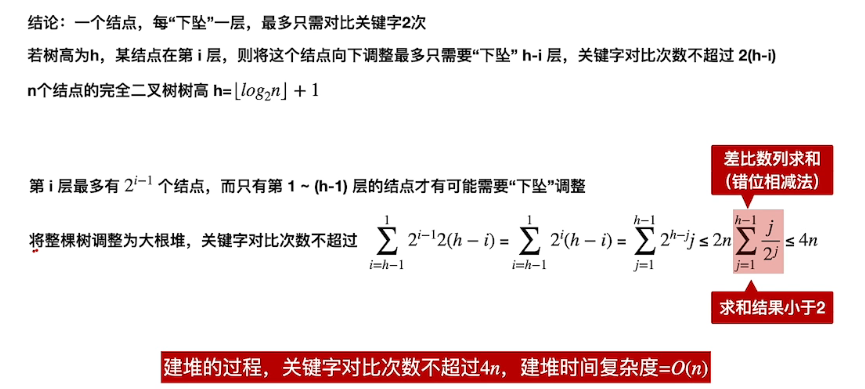 结论：一个结点，每“下坠”一层，最多只需对比关键字2次
若树高为h，某结点在第 i 层，则将这个结点向下调整最多只需要“下坠” h-i 层，关键字对比次数不超过 2(h-i)
n个结点的完全二叉树树高 h=⌊log₂n⌋ + 1
差比数列求和
（错位相减法）
第 i 层最多有 2^{i−1} 个结点，而只有第 1 ~ (h-1) 层的结点才有可能需要“下坠”调整
将整棵树调整为大根堆，关键字对比次数不超过 \sum_{i=h−1}^{1} 2^{i−1}2(h − i) = \sum_{i=h−1}^{1} 2^{i}(h − i) = \sum_{j=1}^{h−1} 2^{h−j}j ≤ 2n \sum_{j=1}^{h−1} \frac{j}{2^{j}} ≤ 4n
求和结果小于2
建堆的过程，关键字对比次数不超过4n，建堆时间复杂度=O(n)